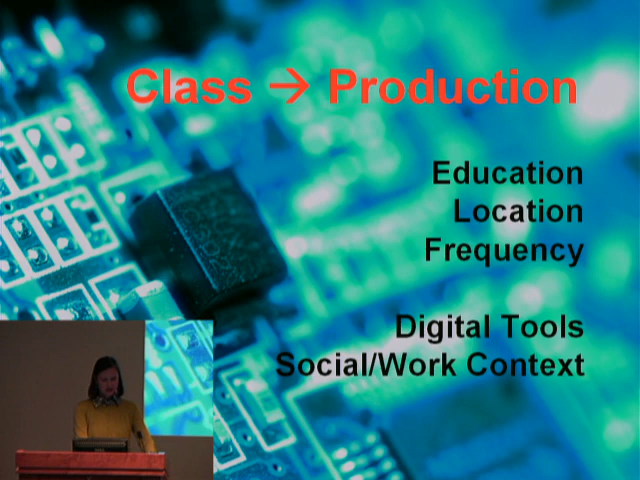 Class → Production
Education
Location
Frequency
Digital Tools
Social/Work Context